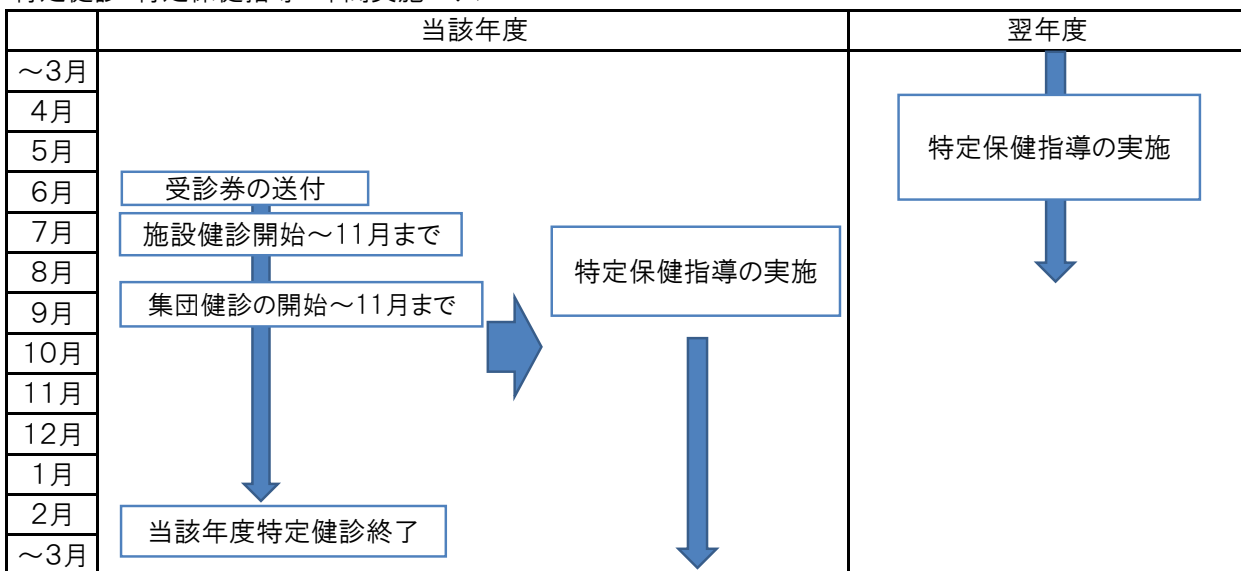 当該年度 翌年度
～3月
4月
5月
6月
7月
8月
9月
10月
11月
12月
1月
2月
～3月
受診券の送付
施設健診開始～11月まで
集団健診の開始～11月まで
当該年度特定健診終了
特定保健指導の実施
特定保健指導の実施